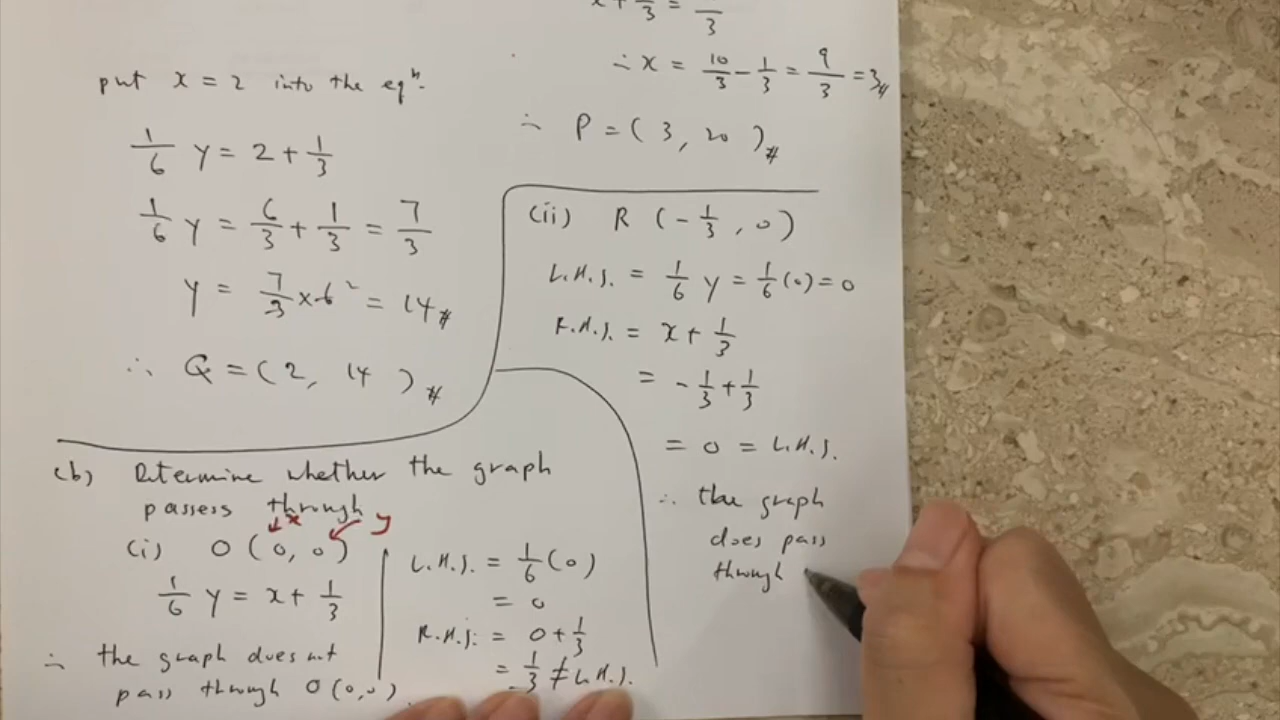 put x = 2 into the eqⁿ.
1/6 y = 2 + 1/3
1/6 y = 6/3 + 1/3 = 7/3
y = 7/3 × 6² = 14 #
∴ Q = (2, 14) #
x + 1/3 = /3
∴ x = 10/3 - 1/3 = 9/3 = 3 #
∴ P = (3, 20) #
(b) Determine whether the graph
passes through
x y
(i) O (0, 0)
1/6 y = x + 1/3
∴ the graph does not
pass through O (0,0)
L.H.S. = 1/6 (0)
= 0
R.H.S. = 0 + 1/3
= 1/3 ≠ L.H.S.
(ii) R (-1/3, 0)
L.H.S. = 1/6 y = 1/6 (0) = 0
R.H.S. = x + 1/3
= -1/3 + 1/3
= 0 = L.H.S.
∴ the graph
does pass
through